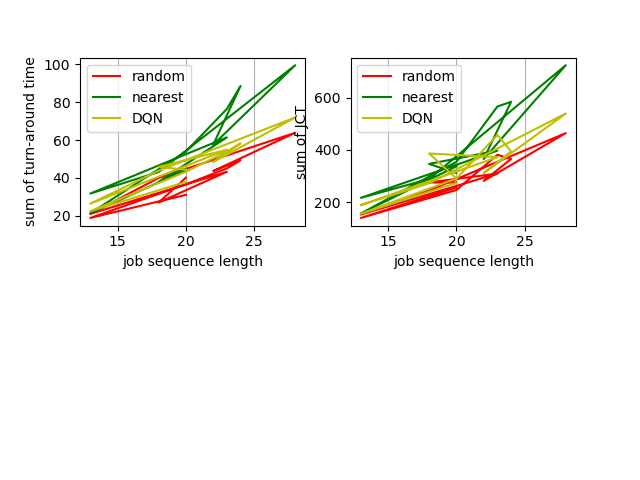 sum of turn-around time
100
80
60
40
20
15
20
25
job sequence length
random
nearest
DQN
sum of JCT
600
400
200
15
20
25
job sequence length
random
nearest
DQN